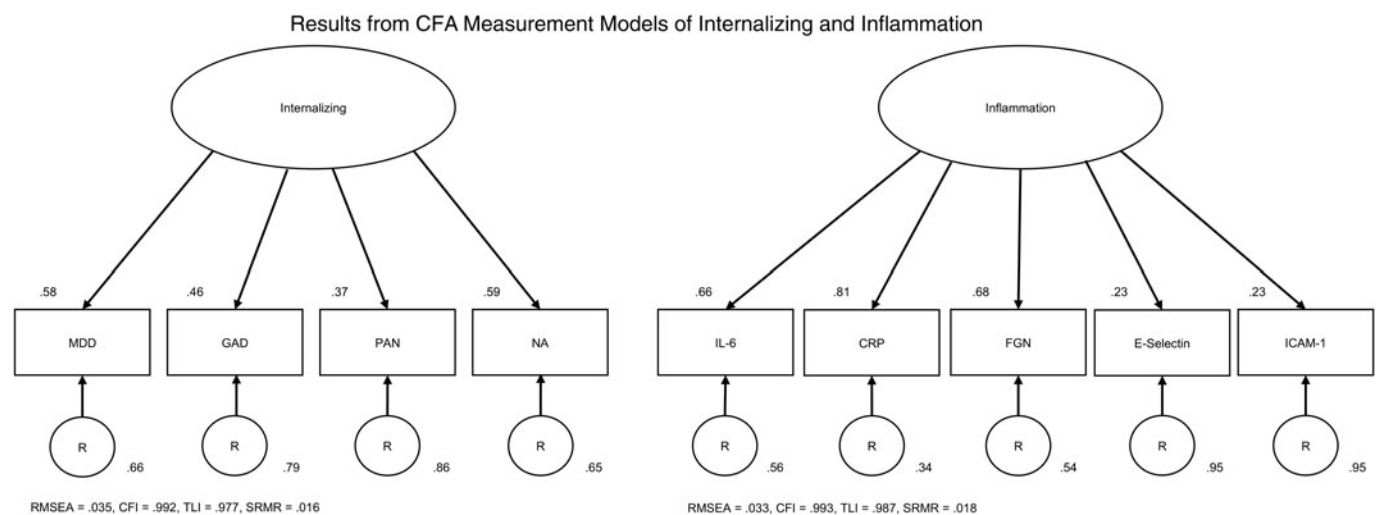 Results from CFA Measurement Models of Internalizing and Inflammation
Internalizing
Inflammation
.58 .46 .37 .59 .66 .81 .68 .23 .23
MDD GAD PAN NA IL-6 CRP FGN E-Selectin ICAM-1
R R R R R R R R R
.66 .79 .86 .65 .56 .34 .54 .95 .95
RMSEA = .035, CFI = .992, TLI = .977, SRMR = .016
RMSEA = .033, CFI = .993, TLI = .987, SRMR = .018